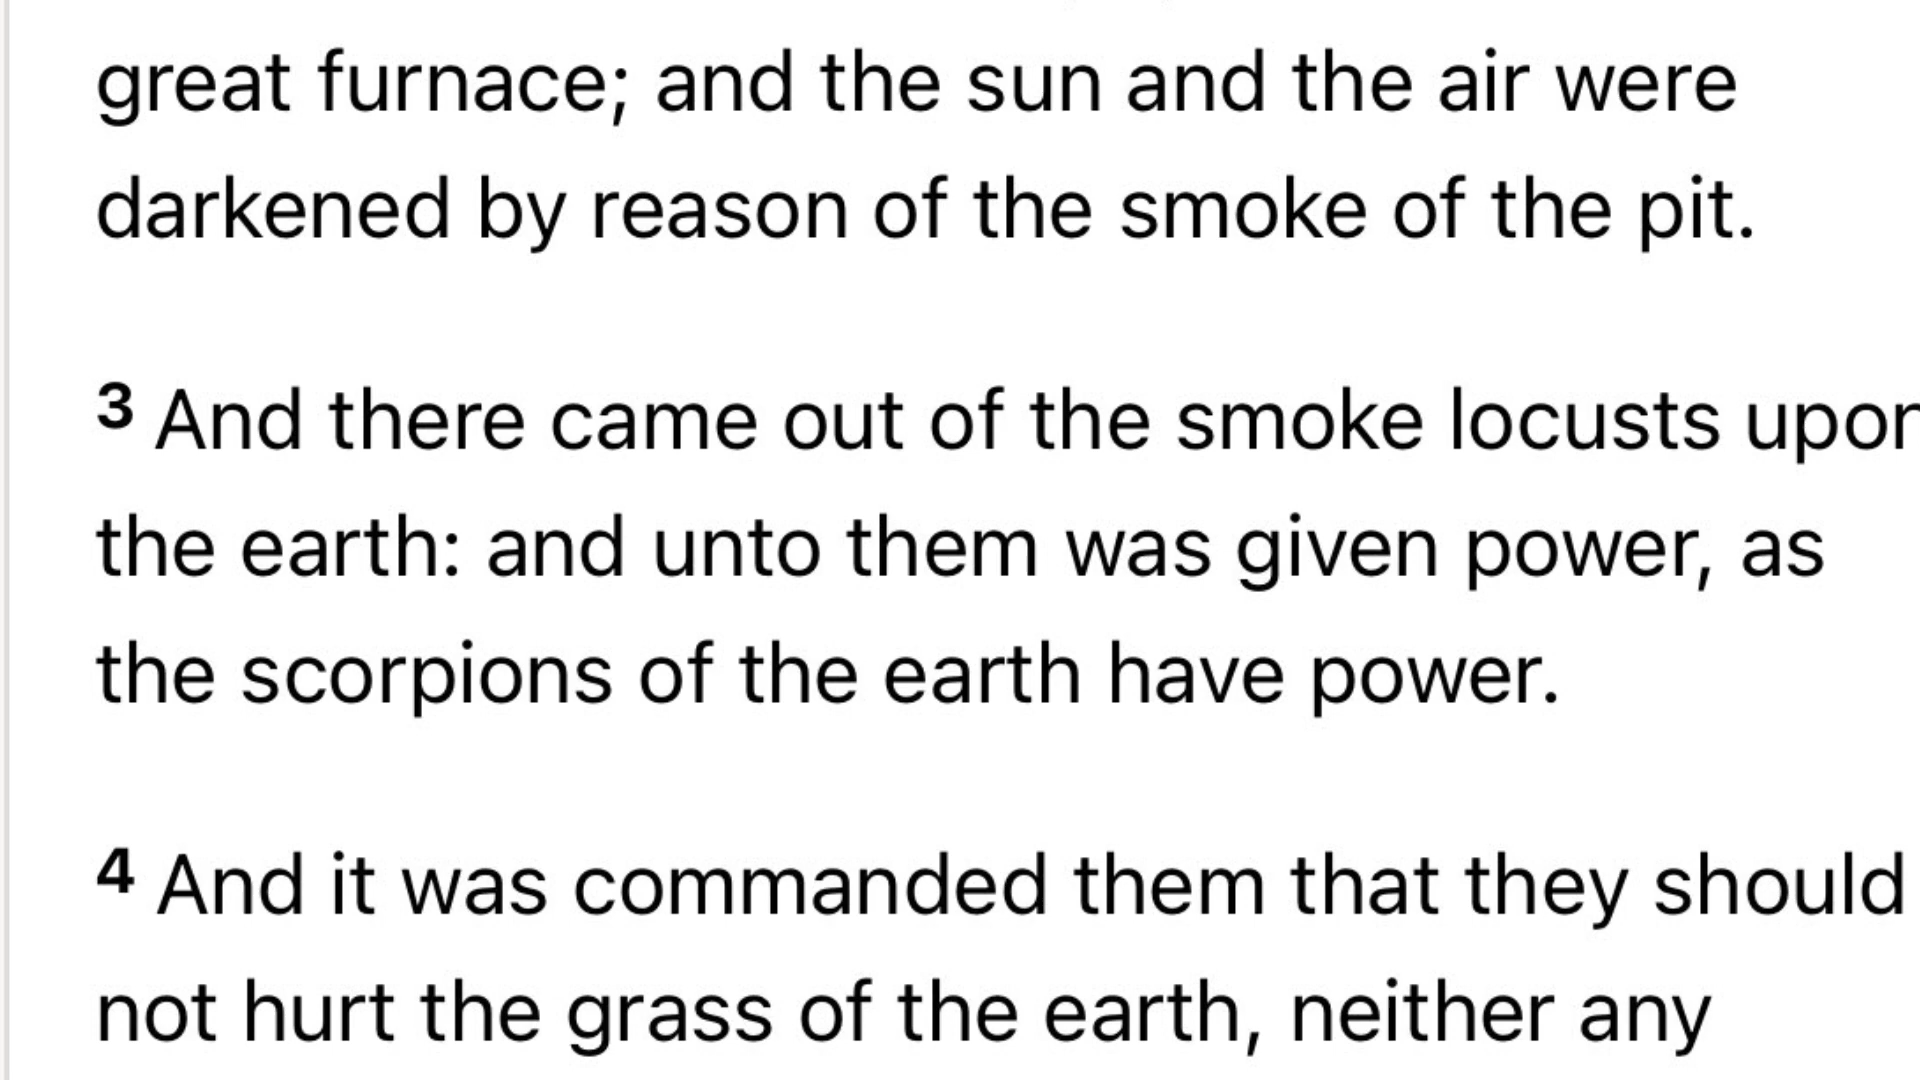 great furnace; and the sun and the air were
darkened by reason of the smoke of the pit.
3 And there came out of the smoke locusts upon
the earth: and unto them was given power, as
the scorpions of the earth have power.
4 And it was commanded them that they should
not hurt the grass of the earth, neither any